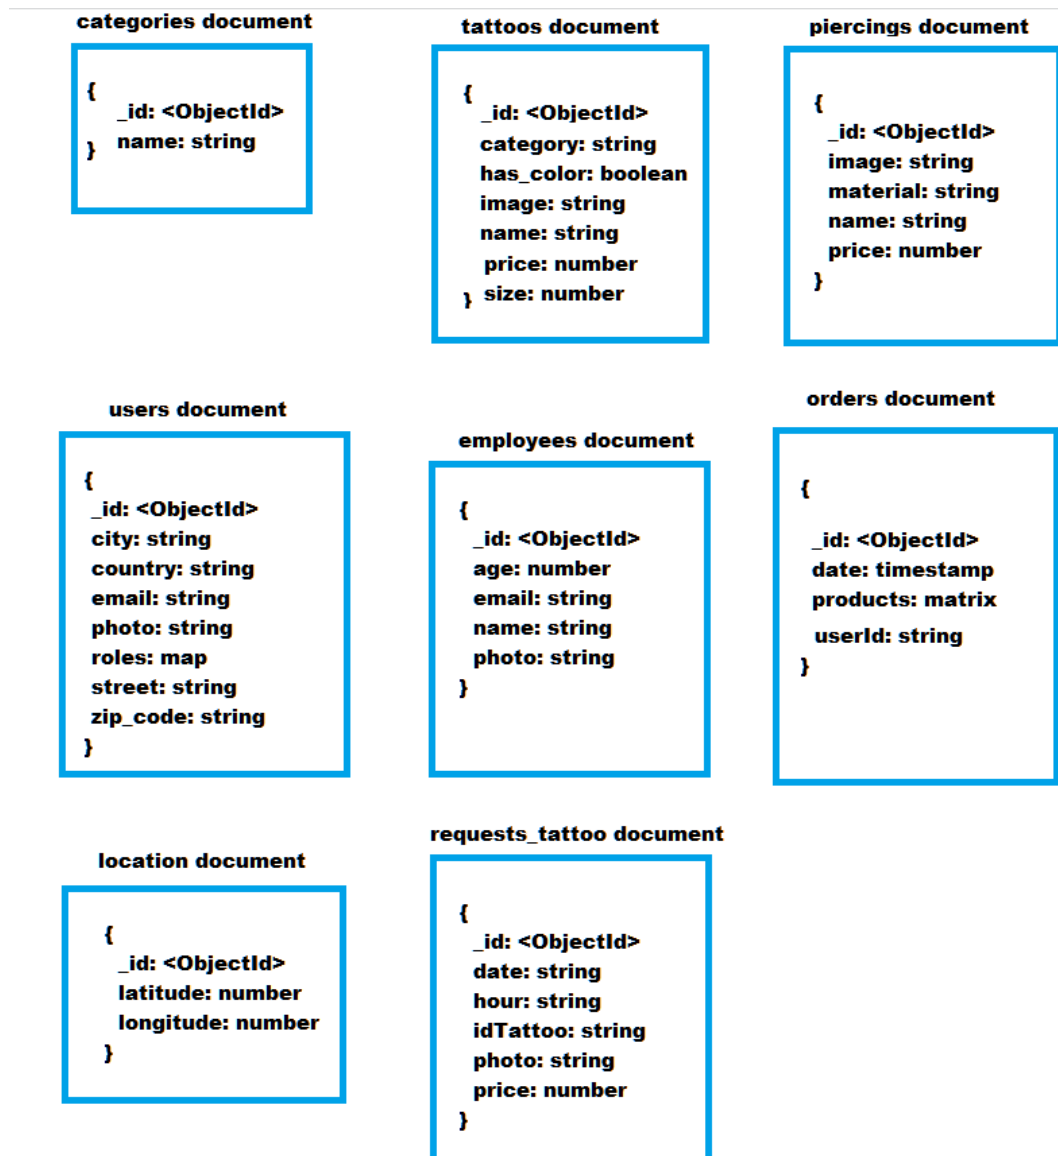 categories document
{
_id: <ObjectId>
name: string
}
tattoos document
{
_id: <ObjectId>
category: string
has_color: boolean
image: string
name: string
price: number
size: number
}
piercings document
{
_id: <ObjectId>
image: string
material: string
name: string
price: number
}
users document
{
_id: <ObjectId>
city: string
country: string
email: string
photo: string
roles: map
street: string
zip_code: string
}
employees document
{
_id: <ObjectId>
age: number
email: string
name: string
photo: string
}
orders document
{
_id: <ObjectId>
date: timestamp
products: matrix
userId: string
}
location document
{
_id: <ObjectId>
latitude: number
longitude: number
}
requests_tattoo document
{
_id: <ObjectId>
date: string
hour: string
idTattoo: string
photo: string
price: number
}